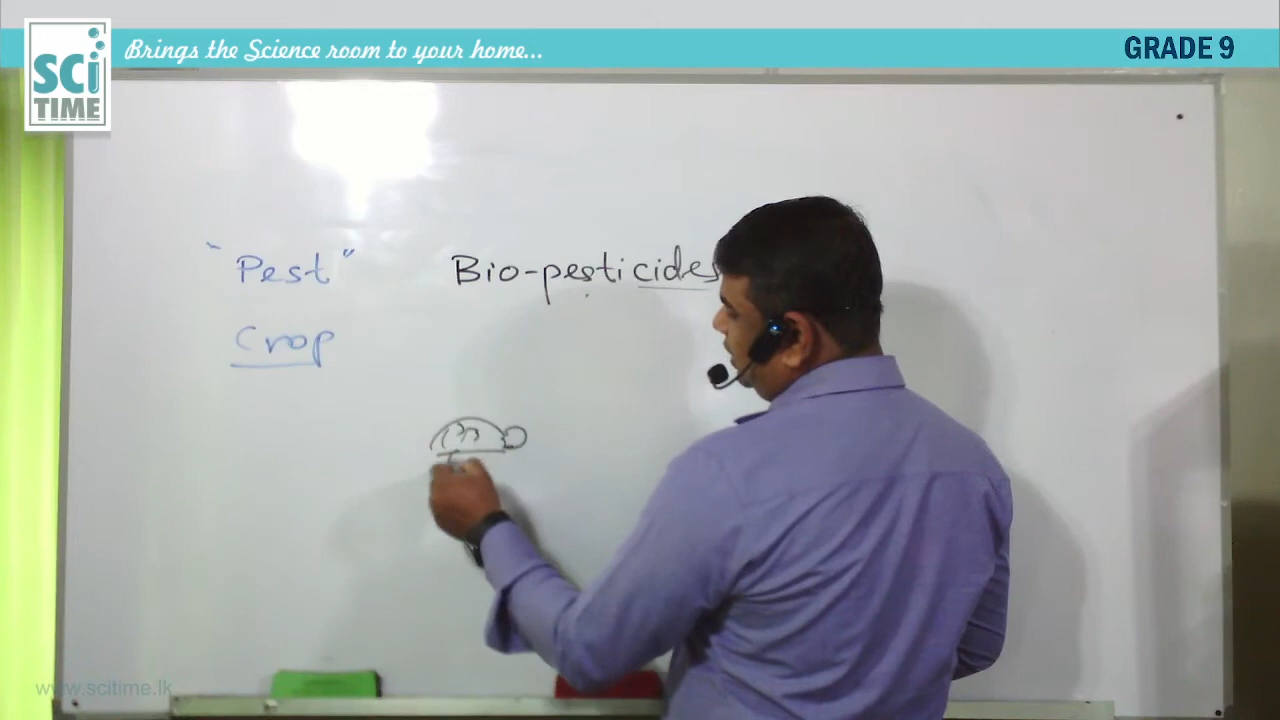 SCi
TIME
Brings the Science room to your home...
GRADE 9
"Pest"
Bio-pesticides
Crop
www.scitime.lk